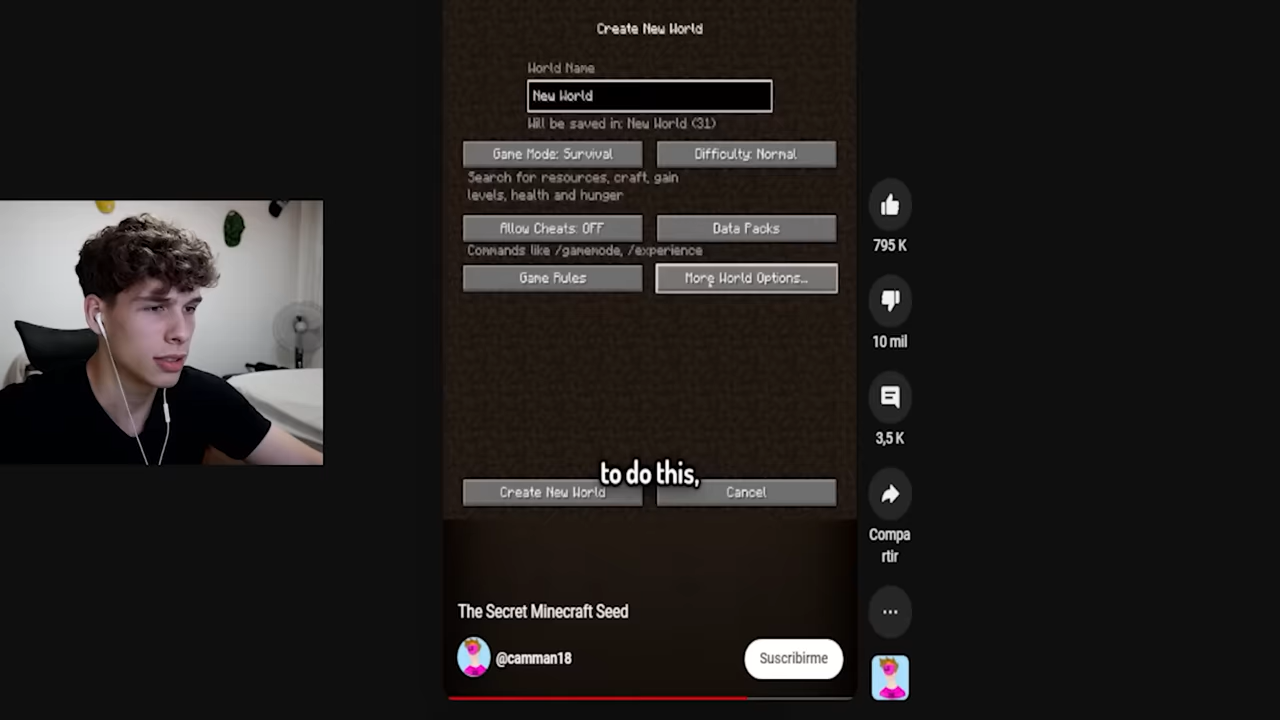 Create New World
World Name
New World
Will be saved in: New World (31)
Game Mode: Survival
Difficulty: Normal
Search for resources, craft, gain
levels, health and hunger
Allow Cheats: OFF
Data Packs
Commands like /gamemode, /experience
Game Rules
More World Options...
to do this,
Create New World
Cancel
The Secret Minecraft Seed
@camman18
Suscribirme
795 K
10 mil
3,5 K
Compa
rtir